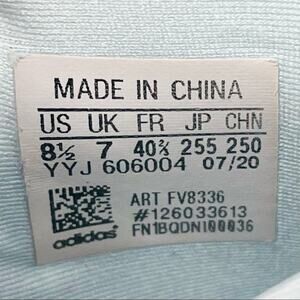 MADE IN CHINA
US UK FR JP CHN
8½ 7 40⅔ 255 250
YYJ 606004 07/20
ART FV8336
#126033613
FN1BQDN100036
adidas